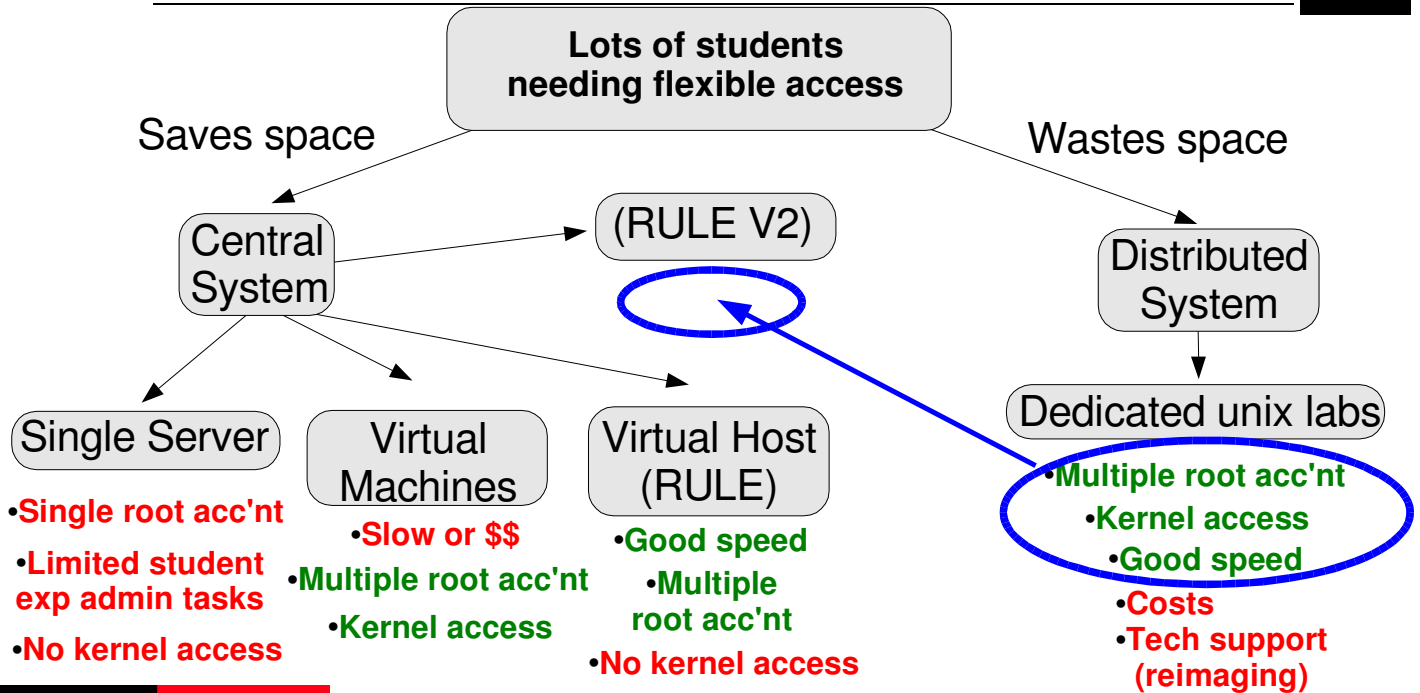 Lots of students
needing flexible access
Saves space
Wastes space
(RULE V2)
Central
System
Distributed
System
Single Server
•Single root acc'nt
•Limited student
exp admin tasks
•No kernel access
Virtual
Machines
•Slow or $$
•Multiple root acc'nt
•Kernel access
Virtual Host
(RULE)
•Good speed
•Multiple
root acc'nt
•No kernel access
Dedicated unix labs
•Multiple root acc'nt
•Kernel access
•Good speed
•Costs
•Tech support
(reimaging)